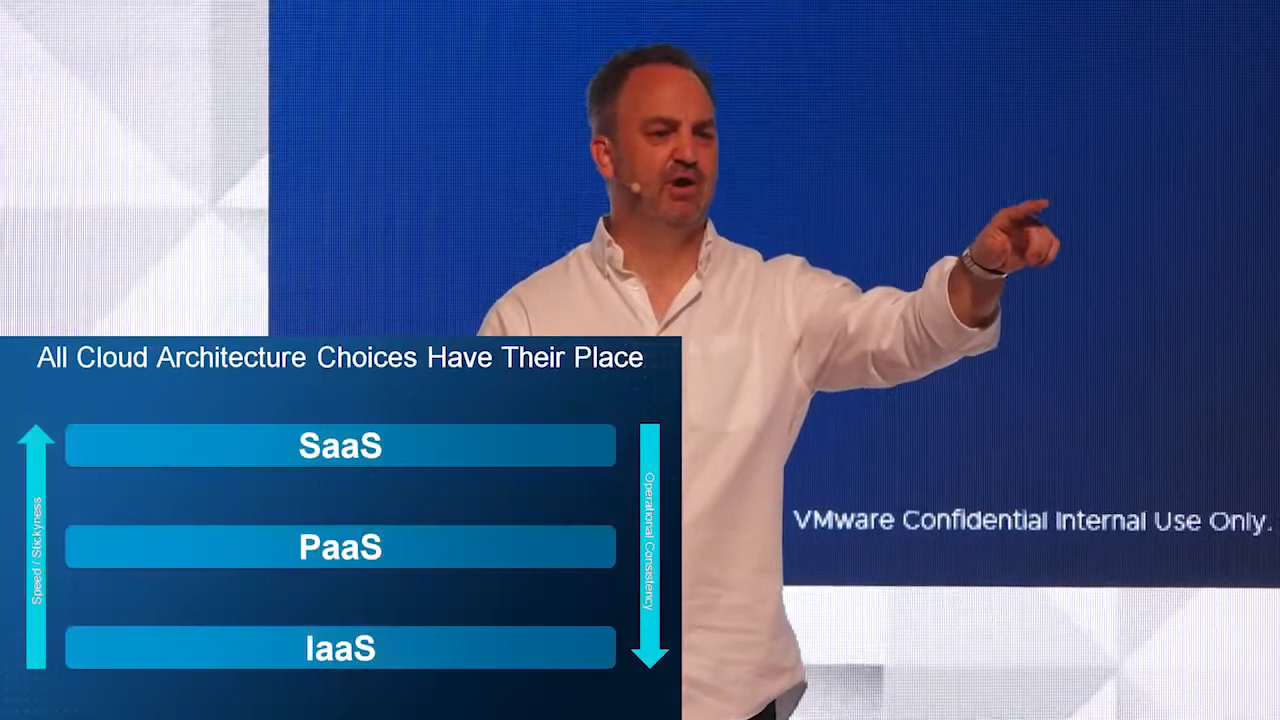 All Cloud Architecture Choices Have Their Place
SaaS
PaaS
IaaS
Speed / Stickyness
Operational Consistency
VMware Confidential Internal Use Only.